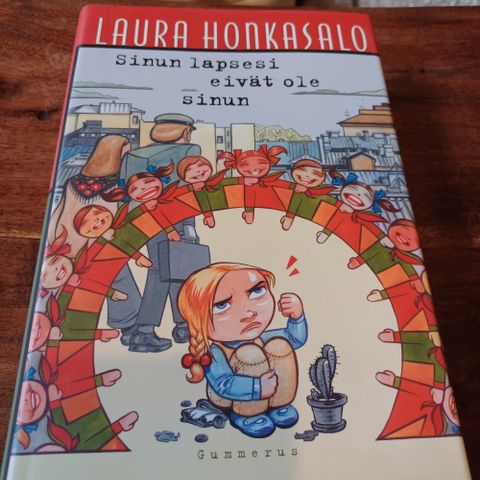 LAURA HONKASALO
Sinun lapsesi
eivät ole
sinun
Gummerus